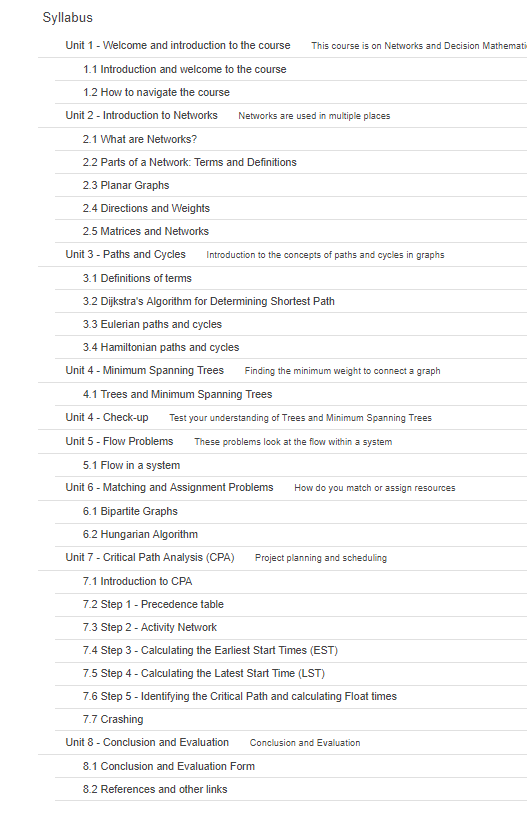 Syllabus
Unit 1 - Welcome and introduction to the course This course is on Networks and Decision Mathemati
1.1 Introduction and welcome to the course
1.2 How to navigate the course
Unit 2 - Introduction to Networks Networks are used in multiple places
2.1 What are Networks?
2.2 Parts of a Network: Terms and Definitions
2.3 Planar Graphs
2.4 Directions and Weights
2.5 Matrices and Networks
Unit 3 - Paths and Cycles Introduction to the concepts of paths and cycles in graphs
3.1 Definitions of terms
3.2 Dijkstra's Algorithm for Determining Shortest Path
3.3 Eulerian paths and cycles
3.4 Hamiltonian paths and cycles
Unit 4 - Minimum Spanning Trees Finding the minimum weight to connect a graph
4.1 Trees and Minimum Spanning Trees
Unit 4 - Check-up Test your understanding of Trees and Minimum Spanning Trees
Unit 5 - Flow Problems These problems look at the flow within a system
5.1 Flow in a system
Unit 6 - Matching and Assignment Problems How do you match or assign resources
6.1 Bipartite Graphs
6.2 Hungarian Algorithm
Unit 7 - Critical Path Analysis (CPA) Project planning and scheduling
7.1 Introduction to CPA
7.2 Step 1 - Precedence table
7.3 Step 2 - Activity Network
7.4 Step 3 - Calculating the Earliest Start Times (EST)
7.5 Step 4 - Calculating the Latest Start Time (LST)
7.6 Step 5 - Identifying the Critical Path and calculating Float times
7.7 Crashing
Unit 8 - Conclusion and Evaluation Conclusion and Evaluation
8.1 Conclusion and Evaluation Form
8.2 References and other links